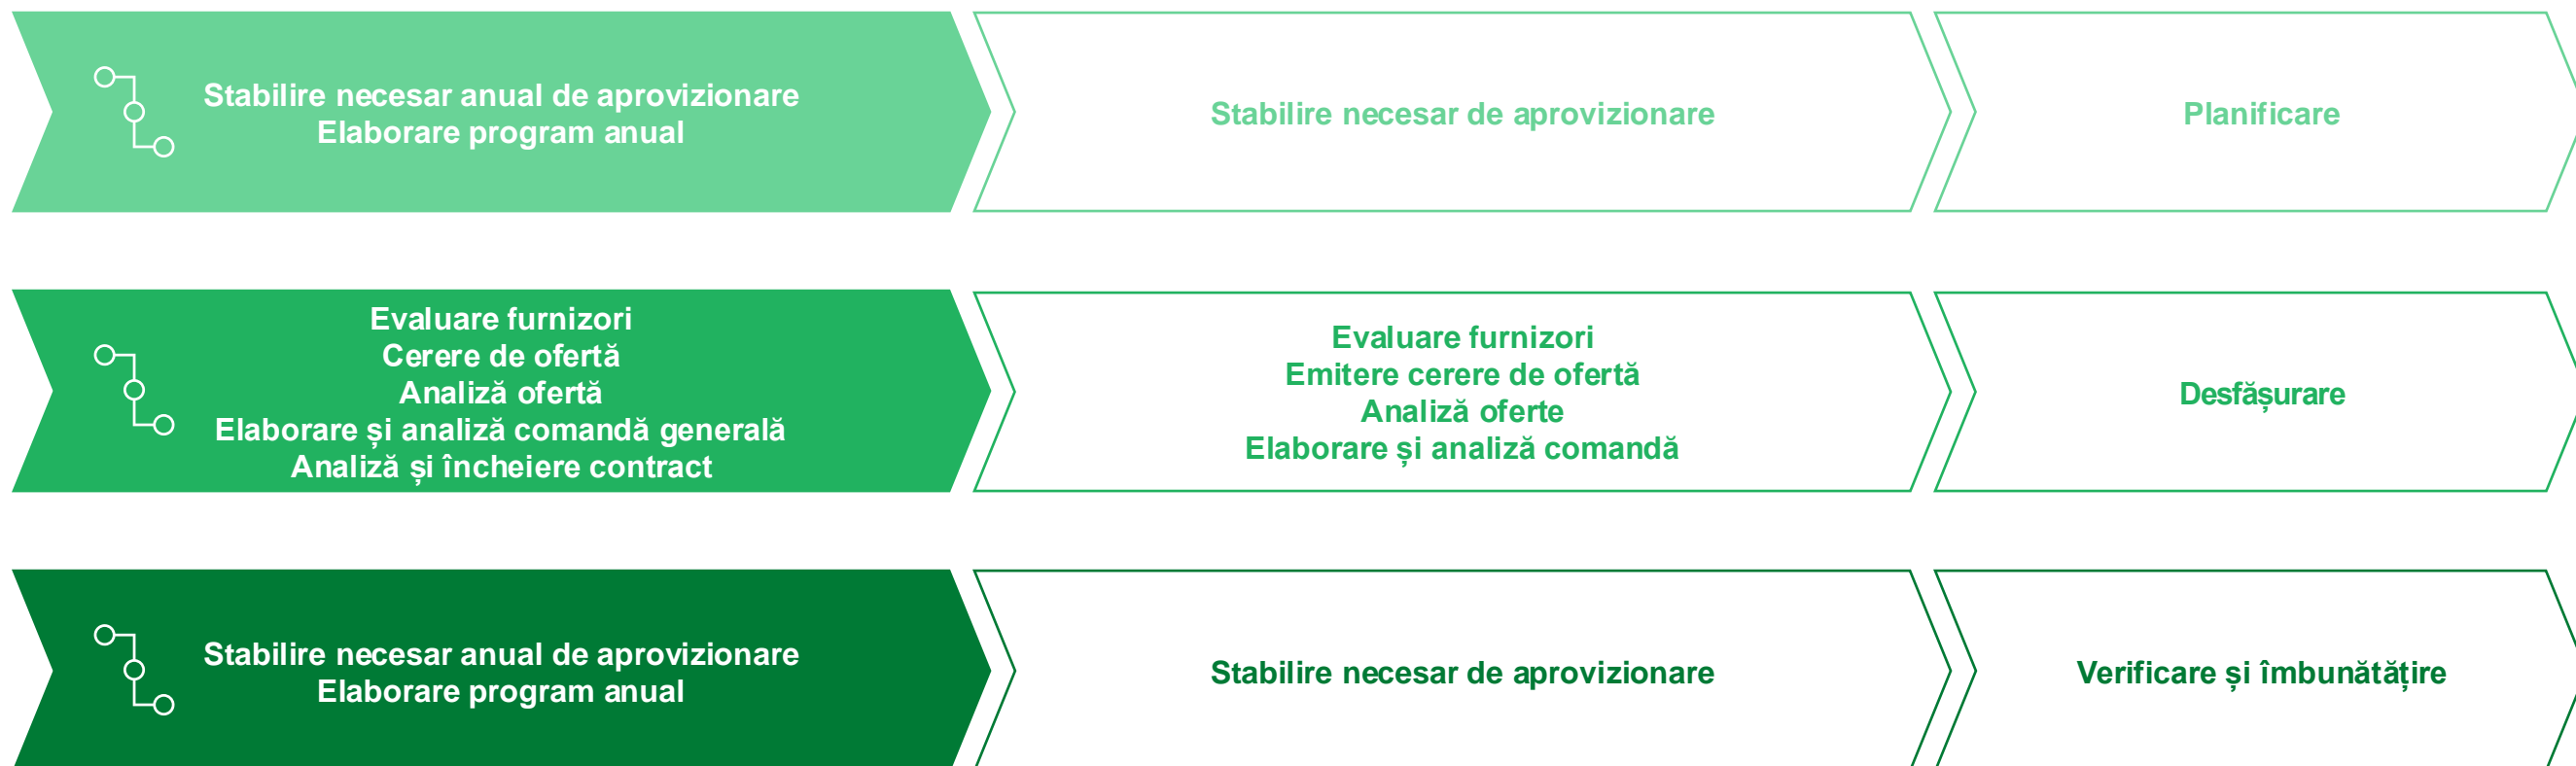 Stabilire necesar anual de aprovizionare
Elaborare program anual
Stabilire necesar de aprovizionare
Planificare
Evaluare furnizori
Cerere de ofertă
Analiză ofertă
Elaborare și analiză comandă generală
Analiză și încheiere contract
Evaluare furnizori
Emitere cerere de ofertă
Analiză oferte
Elaborare și analiză comandă
Desfășurare
Stabilire necesar anual de aprovizionare
Elaborare program anual
Stabilire necesar de aprovizionare
Verificare și îmbunătățire